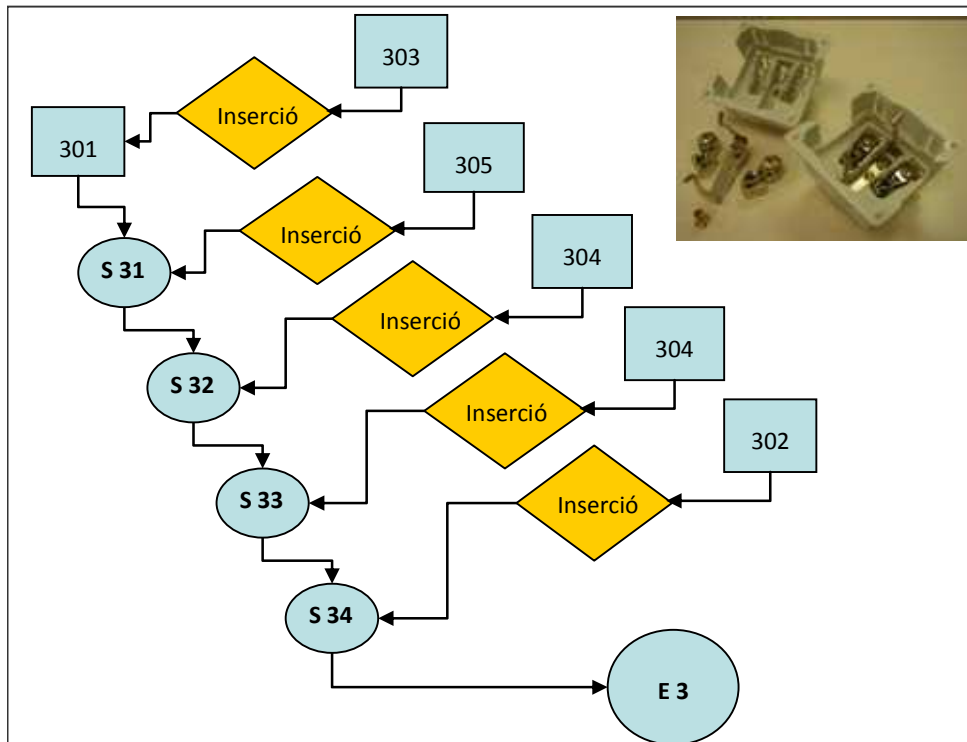 303
Inserció
301
305
Inserció
S 31
304
Inserció
S 32
304
Inserció
S 33
302
Inserció
S 34
E 3